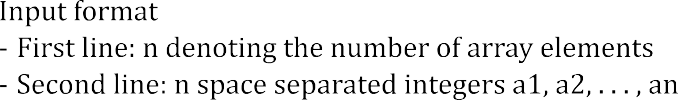 Input format
- First line: n denoting the number of array elements
- Second line: n space separated integers a1, a2, . . . , an